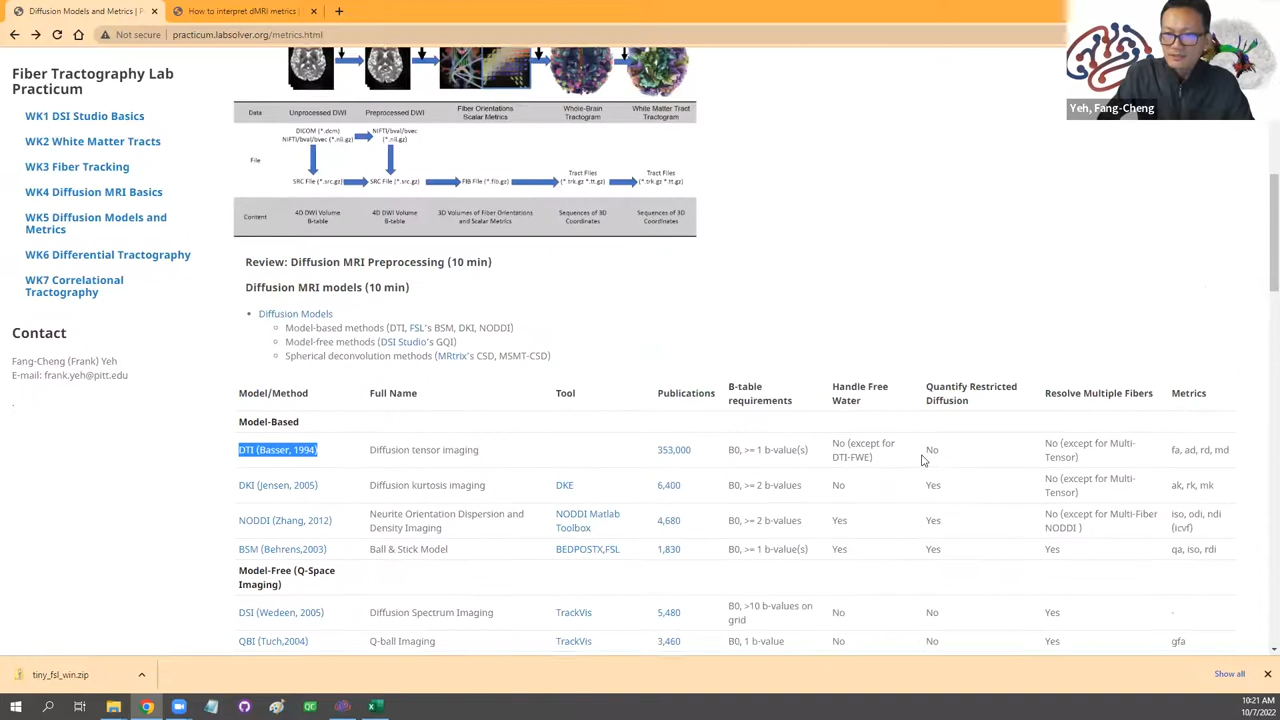 Diffusion Models and Metrics | P
How to interpret dMRI metrics
Not secure
practicum.labsolver.org/metrics.html
Yeh, Fang-Cheng
Fiber Tractography Lab
Practicum
WK1 DSI Studio Basics
WK2 White Matter Tracts
WK3 Fiber Tracking
WK4 Diffusion MRI Basics
WK5 Diffusion Models and
Metrics
WK6 Differential Tractography
WK7 Correlational
Tractography
Contact
Fang-Cheng (Frank) Yeh
E-mail: frank.yeh@pitt.edu
.
Data
Unprocessed DWI
Preprocessed DWI
Fiber Orientations
Scalar Metrics
Whole-Brain
Tractogram
White Matter Tract
Tractogram
File
DICOM (*.dcm)
NIFTI/bval/bvec
(*.nii.gz)
NIFTI/bval/bvec
(*.nii.gz)
SRC File (*.src.gz)
SRC File (*.src.gz)
FIB File (*.fib.gz)
Tract Files
(*.trk.gz *.tt.gz)
Tract Files
(*.trk.gz *.tt.gz)
Content
4D DWI Volume
B-table
4D DWI Volume
B-table
3D Volumes of Fiber Orientations
and Scalar Metrics
Sequences of 3D
Coordinates
Sequences of 3D
Coordinates
Review: Diffusion MRI Preprocessing (10 min)
Diffusion MRI models (10 min)
Diffusion Models
Model-based methods (DTI, FSL's BSM, DKI, NODDI)
Model-free methods (DSI Studio's GQI)
Spherical deconvolution methods (MRtrix's CSD, MSMT-CSD)
Model/Method
Full Name
Tool
Publications
B-table
requirements
Handle Free
Water
Quantify Restricted
Diffusion
Resolve Multiple Fibers
Metrics
Model-Based
DTI (Basser, 1994)
Diffusion tensor imaging
353,000
B0, >= 1 b-value(s)
No (except for
DTI-FWE)
No
No (except for Multi-
Tensor)
fa, ad, rd, md
DKI (Jensen, 2005)
Diffusion kurtosis imaging
DKE
6,400
B0, >= 2 b-values
No
Yes
No (except for Multi-
Tensor)
ak, rk, mk
NODDI (Zhang, 2012)
Neurite Orientation Dispersion and
Density Imaging
NODDI Matlab
Toolbox
4,680
B0, >= 2 b-values
Yes
Yes
No (except for Multi-Fiber
NODDI )
iso, odi, ndi
(icvf)
BSM (Behrens,2003)
Ball & Stick Model
BEDPOSTX,FSL
1,830
B0, >= 1 b-value(s)
Yes
Yes
Yes
qa, iso, rdi
Model-Free (Q-Space
Imaging)
DSI (Wedeen, 2005)
Diffusion Spectrum Imaging
TrackVis
5,480
B0, >10 b-values on
grid
No
No
Yes
-
QBI (Tuch,2004)
Q-ball Imaging
TrackVis
3,460
B0, 1 b-value
No
No
Yes
gfa
tiny_fsl_win.zip
Show all
10:21 AM
10/7/2022